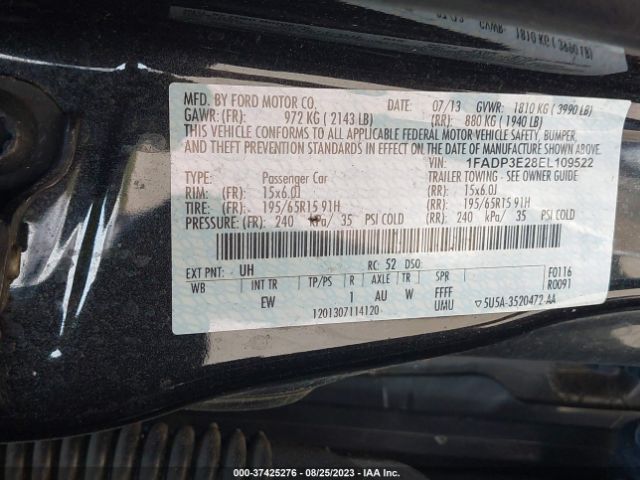 MFD. BY FORD MOTOR CO. DATE: 07/13 GVWR: 1810 KG ( 3990 LB)
GAWR: (FR): 972 KG ( 2143 LB) (RR): 880 KG ( 1940 LB)
THIS VEHICLE CONFORMS TO ALL APPLICABLE FEDERAL MOTOR VEHICLE SAFETY, BUMPER,
AND THEFT PREVENTION STANDARDS IN EFFECT ON THE DATE OF MANUFACTURE SHOWN ABOVE.
VIN: 1FADP3E28EL109522
TYPE: Passenger Car TRAILER TOWING - SEE OWNER GUIDE
RIM: (FR): 15x6.0J (RR): 15x6.0J
TIRE: (FR): 195/65R15 91H (RR): 195/65R15 91H
PRESSURE: (FR): 240 kPa/ 35 PSI COLD (RR): 240 kPa/ 35 PSI COLD
EXT PNT: UH RC: 52 DSO: F0116
WB INT TR TP/PS R AXLE TR SPR R0091
EW 1 AU W FFFF
UMU ▽ 5U5A-3520472-AA
1201307114120
GVWR: 1810 KG ( 3990 LB)
000-37425276 - 08/25/2023 - IAA Inc.